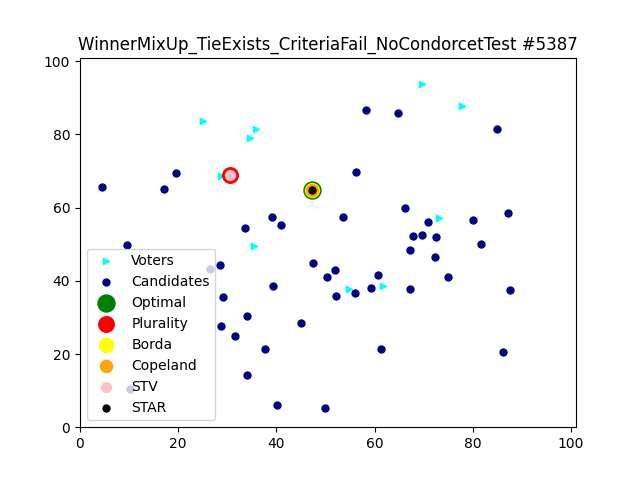 WinnerMixUp_TieExists_CriteriaFail_NoCondorcetTest #5387
100
80
60
40
20
0
Voters
Candidates
Optimal
Plurality
Borda
Copeland
STV
STAR
0 20 40 60 80 100